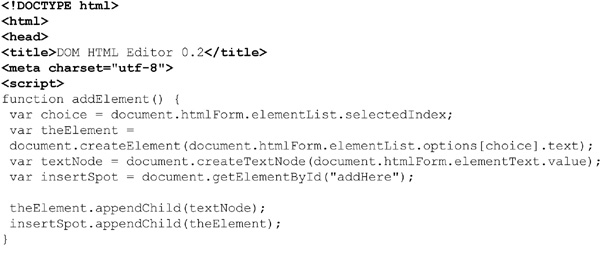 <!DOCTYPE html>
<html>
<head>
<title>DOM HTML Editor 0.2</title>
<meta charset="utf-8">
<script>
function addElement() {
 var choice = document.htmlForm.elementList.selectedIndex;
 var theElement =
 document.createElement(document.htmlForm.elementList.options[choice].text);
 var textNode = document.createTextNode(document.htmlForm.elementText.value);
 var insertSpot = document.getElementById("addHere");

 theElement.appendChild(textNode);
 insertSpot.appendChild(theElement);
}